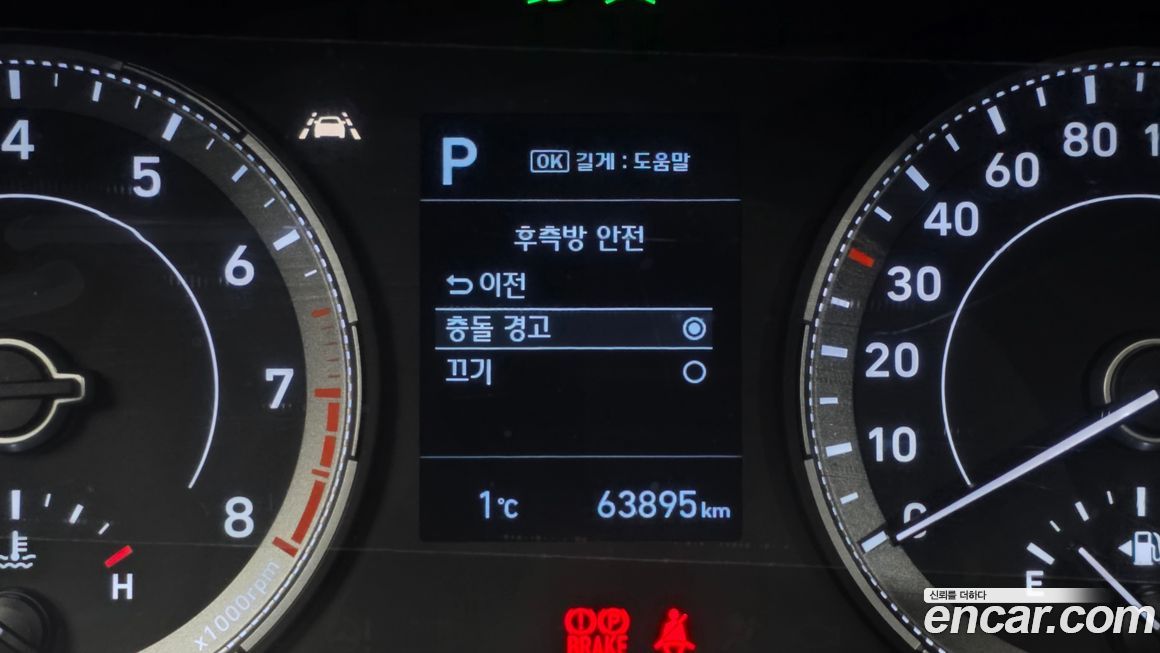 P
OK 길게 : 도움말
후측방 안전
이전
충돌 경고
끄기
1°C 63895 km
4
5
6
7
8
x1000rpm
H
80
60
40
30
20
10
0
E
BRAKE
신뢰를 더하다
encar.com